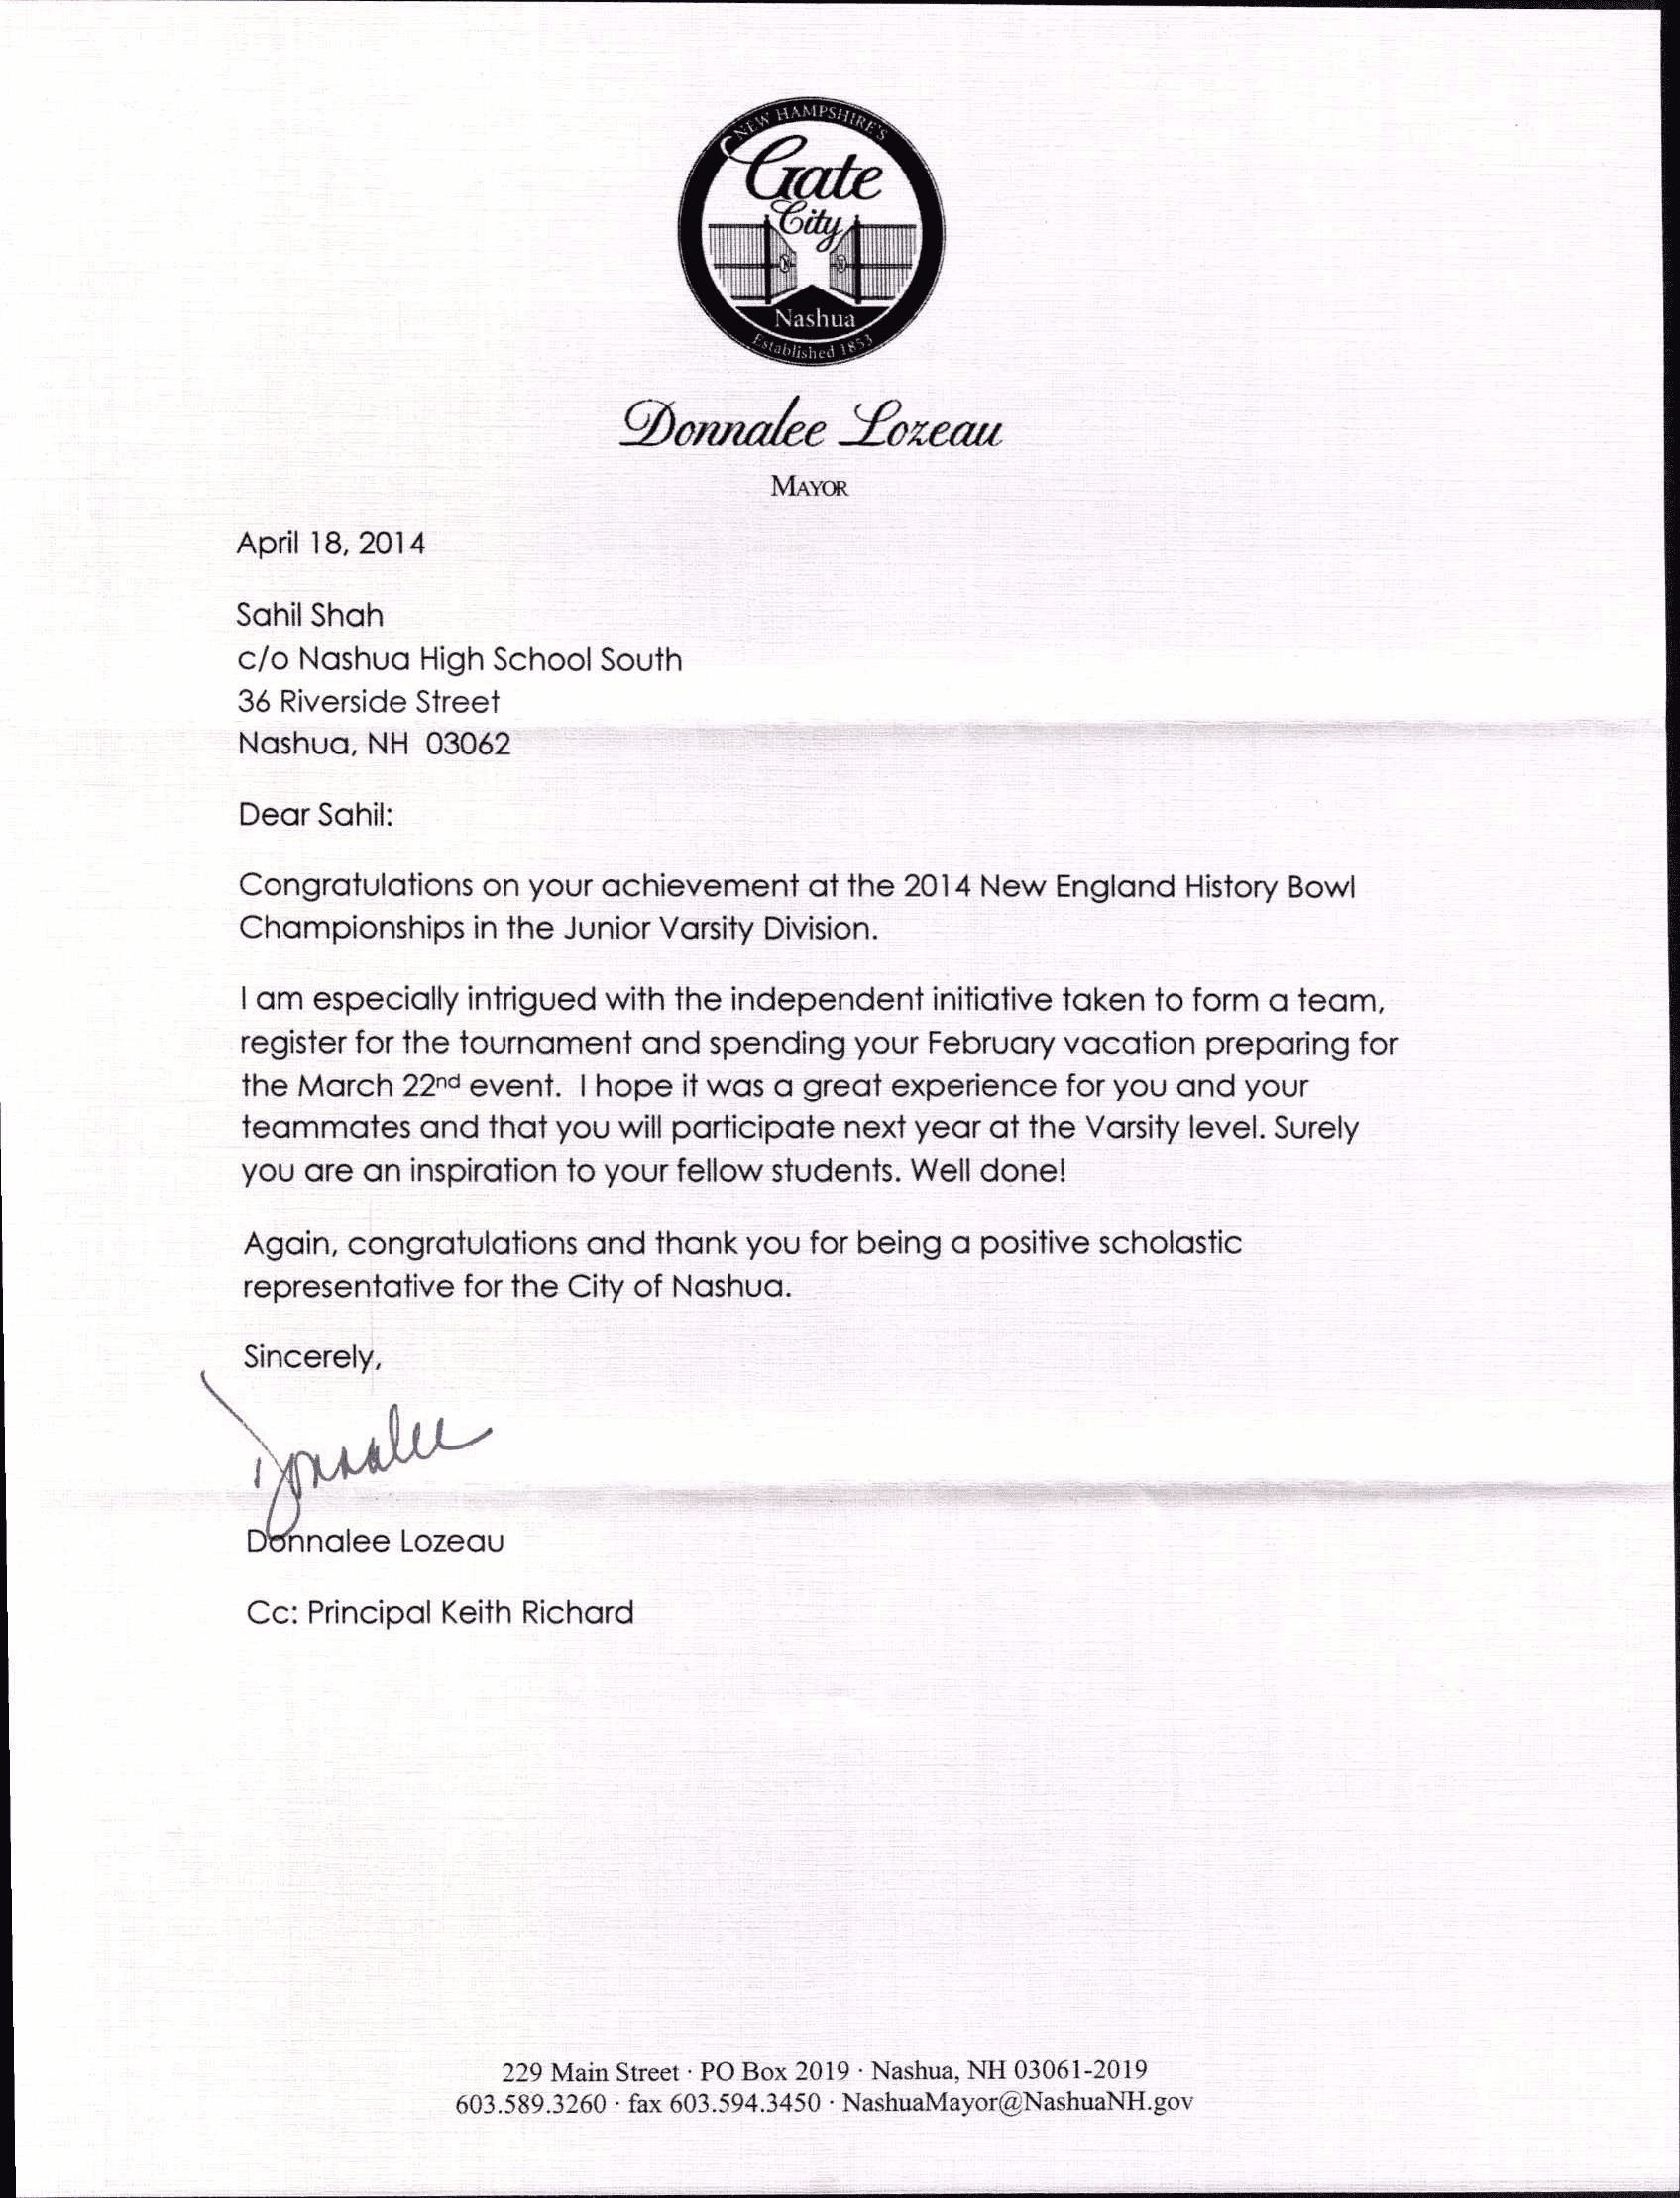 NEW HAMPSHIRE'S
Gate
City
Nashua
Established 1853
Donnalee Lozeau
MAYOR
April 18, 2014
Sahil Shah
c/o Nashua High School South
36 Riverside Street
Nashua, NH 03062
Dear Sahil:
Congratulations on your achievement at the 2014 New England History Bowl
Championships in the Junior Varsity Division.
I am especially intrigued with the independent initiative taken to form a team,
register for the tournament and spending your February vacation preparing for
the March 22nd event. I hope it was a great experience for you and your
teammates and that you will participate next year at the Varsity level. Surely
you are an inspiration to your fellow students. Well done!
Again, congratulations and thank you for being a positive scholastic
representative for the City of Nashua.
Sincerely,
Donnalee
Donnalee Lozeau
Cc: Principal Keith Richard
229 Main Street · PO Box 2019 · Nashua, NH 03061-2019
603.589.3260 · fax 603.594.3450 · NashuaMayor@NashuaNH.gov